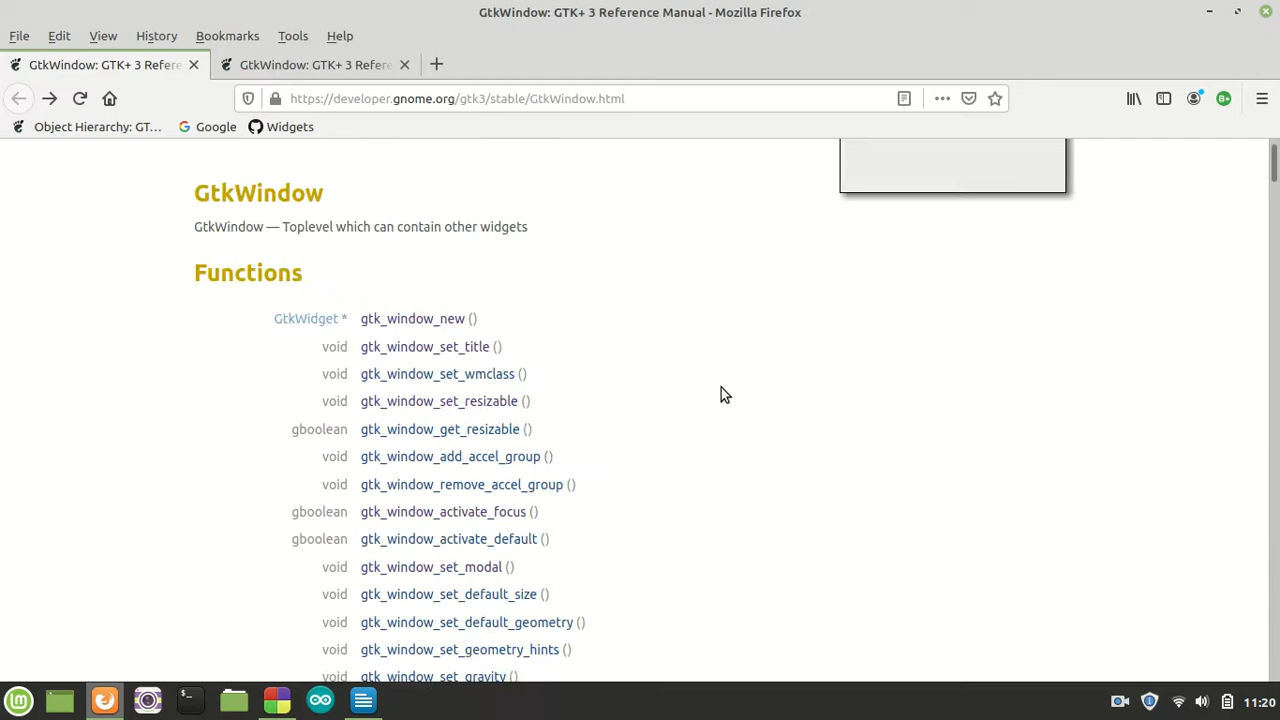 GtkWindow: GTK+ 3 Reference Manual - Mozilla Firefox
File Edit View History Bookmarks Tools Help
GtkWindow: GTK+ 3 Refere GtkWindow: GTK+ 3 Refere
https://developer.gnome.org/gtk3/stable/GtkWindow.html
Object Hierarchy: GT... Google Widgets
GtkWindow
GtkWindow — Toplevel which can contain other widgets
Functions
GtkWidget * gtk_window_new ()
void gtk_window_set_title ()
void gtk_window_set_wmclass ()
void gtk_window_set_resizable ()
gboolean gtk_window_get_resizable ()
void gtk_window_add_accel_group ()
void gtk_window_remove_accel_group ()
gboolean gtk_window_activate_focus ()
gboolean gtk_window_activate_default ()
void gtk_window_set_modal ()
void gtk_window_set_default_size ()
void gtk_window_set_default_geometry ()
void gtk_window_set_geometry_hints ()
void gtk_window_set_gravity ()
11:20